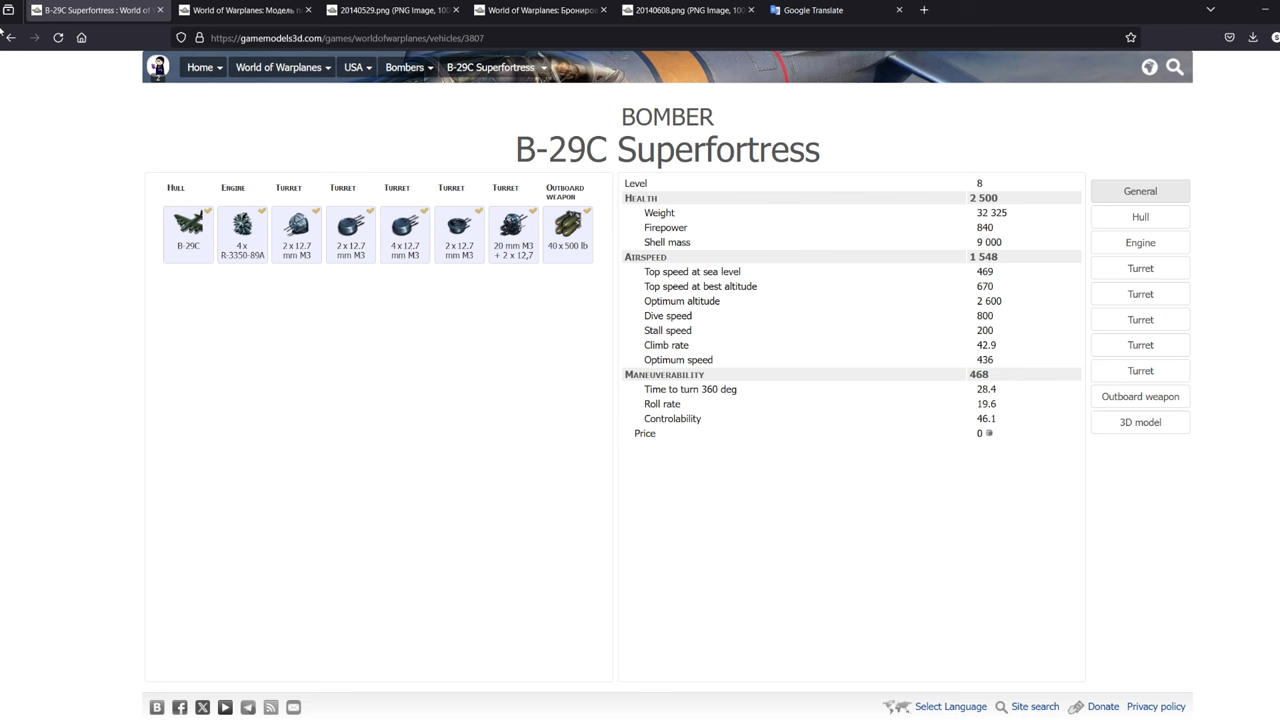 B-29C Superfortress : World of
World of Warplanes: Модель п
20140529.png (PNG Image, 100
World of Warplanes: Брониро
20140608.png (PNG Image, 100
Google Translate
https://gamemodels3d.com/games/worldofwarplanes/vehicles/3807
Home
World of Warplanes
USA
Bombers
B-29C Superfortress
BOMBER
B-29C Superfortress
Hull
Engine
Turret
Turret
Turret
Turret
Turret
Outboard
weapon
B-29C
4 x
R-3350-89A
2 x 12.7
mm M3
2 x 12.7
mm M3
4 x 12.7
mm M3
2 x 12.7
mm M3
20 mm M3
+ 2 x 12,7
40 x 500 lb
Level 8
Health 2 500
Weight 32 325
Firepower 840
Shell mass 9 000
Airspeed 1 548
Top speed at sea level 469
Top speed at best altitude 670
Optimum altitude 2 600
Dive speed 800
Stall speed 200
Climb rate 42.9
Optimum speed 436
Maneuverability 468
Time to turn 360 deg 28.4
Roll rate 19.6
Controlability 46.1
Price 0
General
Hull
Engine
Turret
Turret
Turret
Turret
Turret
Outboard weapon
3D model
Select Language
Site search
Donate
Privacy policy